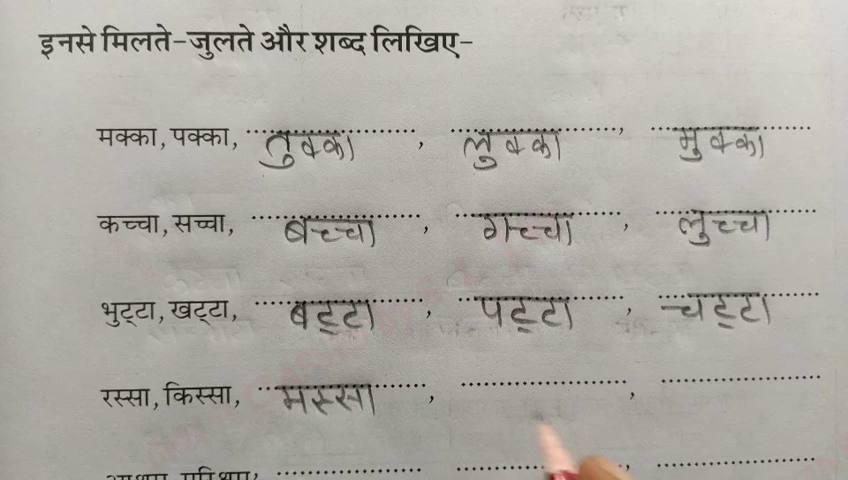 इनसे मिलते-जुलते और शब्द लिखिए-
मक्का, पक्का, तुक्का, लुक्का मुक्का
कच्चा, सच्चा, बच्चा, गच्चा, लुच्चा
भुट्टा, खट्टा, बट्टा, पट्टा, चट्टा
रस्सा, किस्सा, मस्सा,